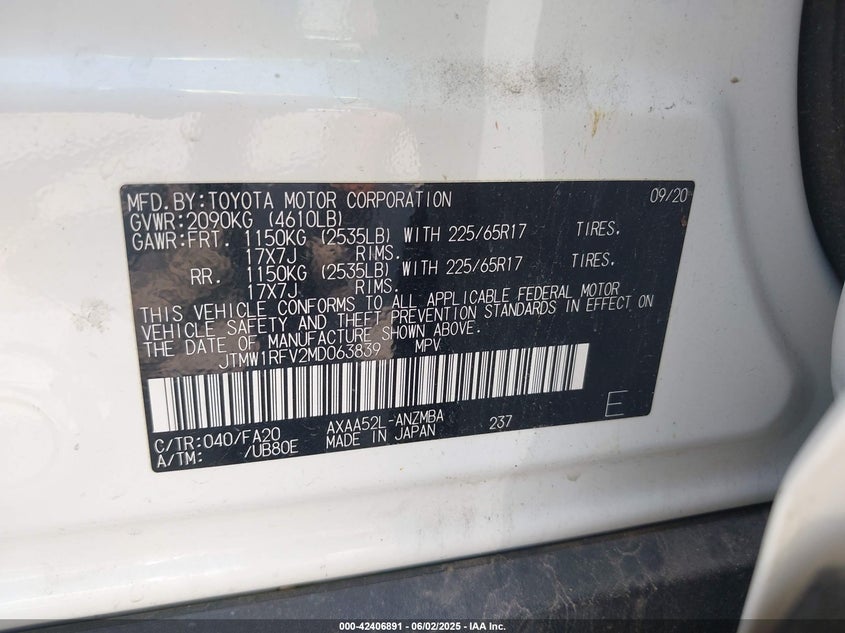 MFD.BY:TOYOTA MOTOR CORPORATION 09/20
GVWR:2090KG (4610LB)
GAWR:FRT. 1150KG (2535LB) WITH 225/65R17 TIRES.
17X7J RIMS.
RR. 1150KG (2535LB) WITH 225/65R17 TIRES.
17X7J RIMS.
THIS VEHICLE CONFORMS TO ALL APPLICABLE FEDERAL MOTOR
VEHICLE SAFETY AND THEFT PREVENTION STANDARDS IN EFFECT ON
THE DATE OF MANUFACTURE SHOWN ABOVE.
JTMW1RFV2MD063839 MPV
C/TR:040/FA20 AXAA52L-ANZMBA 237 E
A/TM: /UB80E MADE IN JAPAN
000-42406891 - 06/02/2025 - IAA Inc.